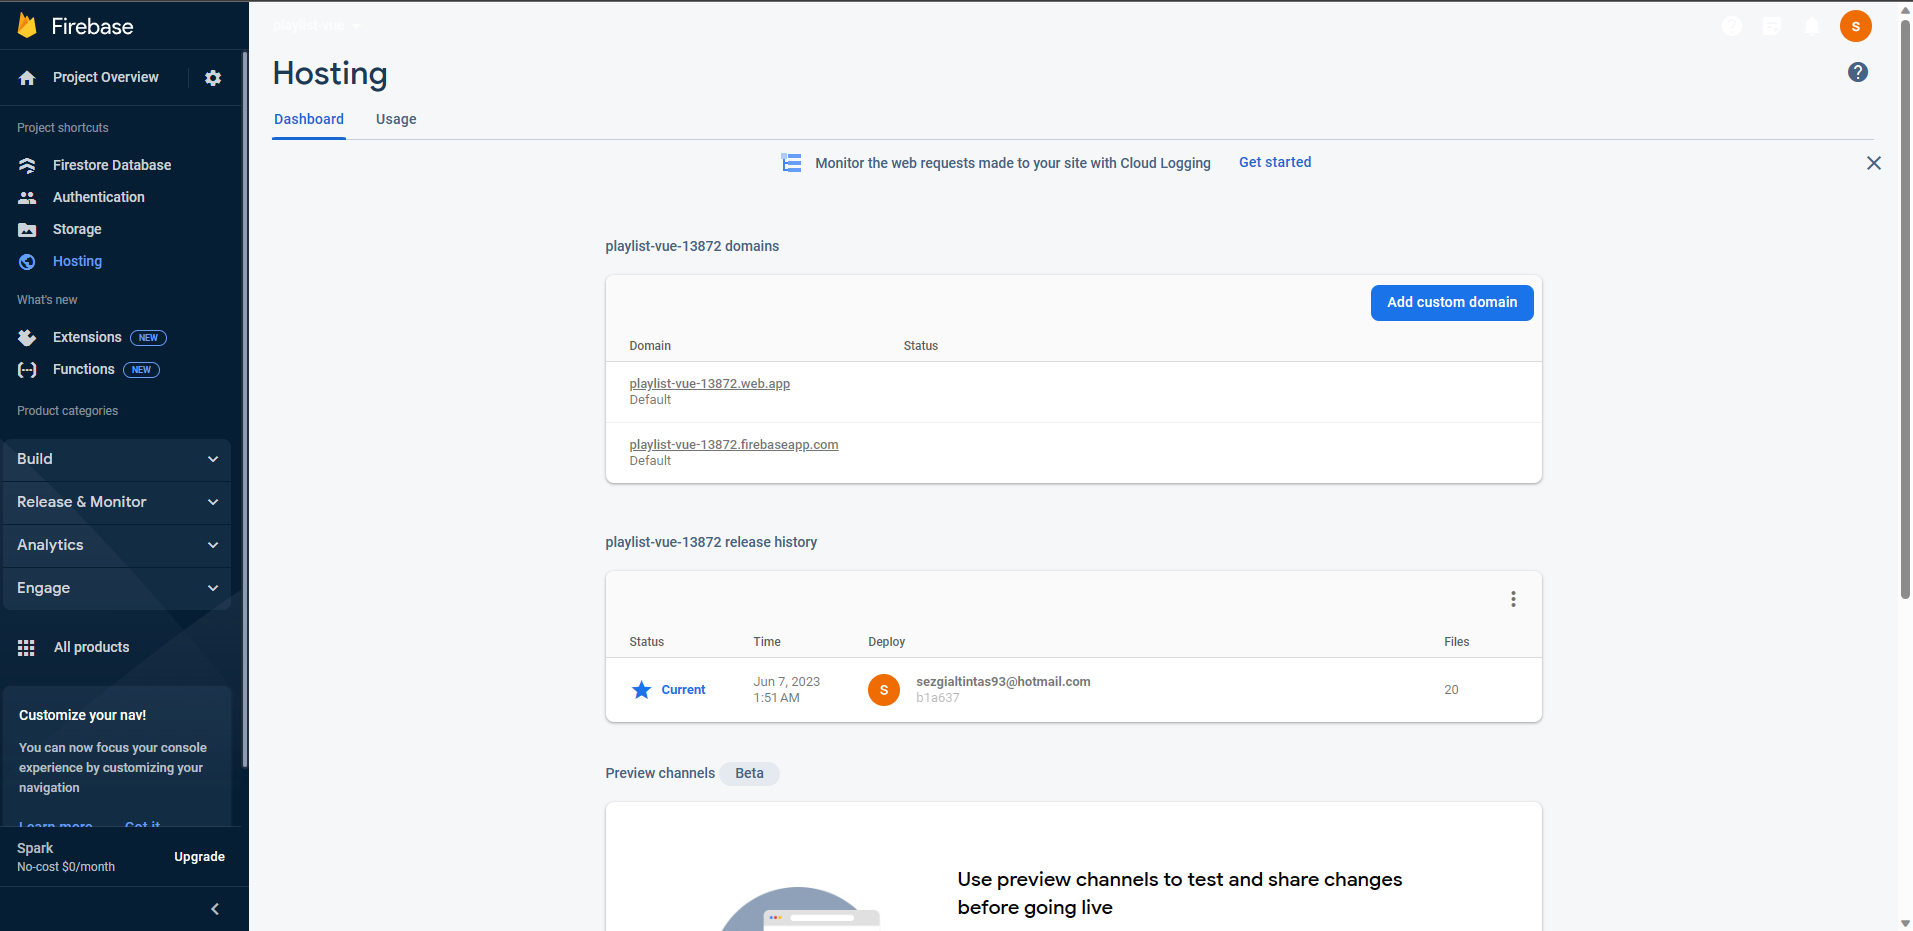 Firebase
Project Overview
Project shortcuts
Firestore Database
Authentication
Storage
Hosting
What's new
Extensions NEW
Functions NEW
Product categories
Build
Release & Monitor
Analytics
Engage
All products
Customize your nav!
You can now focus your console
experience by customizing your
navigation
Learn more Got it
Spark
No-cost $0/month
Upgrade
playlist-vue
S
Hosting
Dashboard Usage
Monitor the web requests made to your site with Cloud Logging Get started
playlist-vue-13872 domains
Add custom domain
Domain Status
playlist-vue-13872.web.app
Default
playlist-vue-13872.firebaseapp.com
Default
playlist-vue-13872 release history
Status Time Deploy Files
Current
Jun 7, 2023
1:51 AM
S
sezgialtintas93@hotmail.com
b1a637
20
Preview channels Beta
Use preview channels to test and share changes
before going live